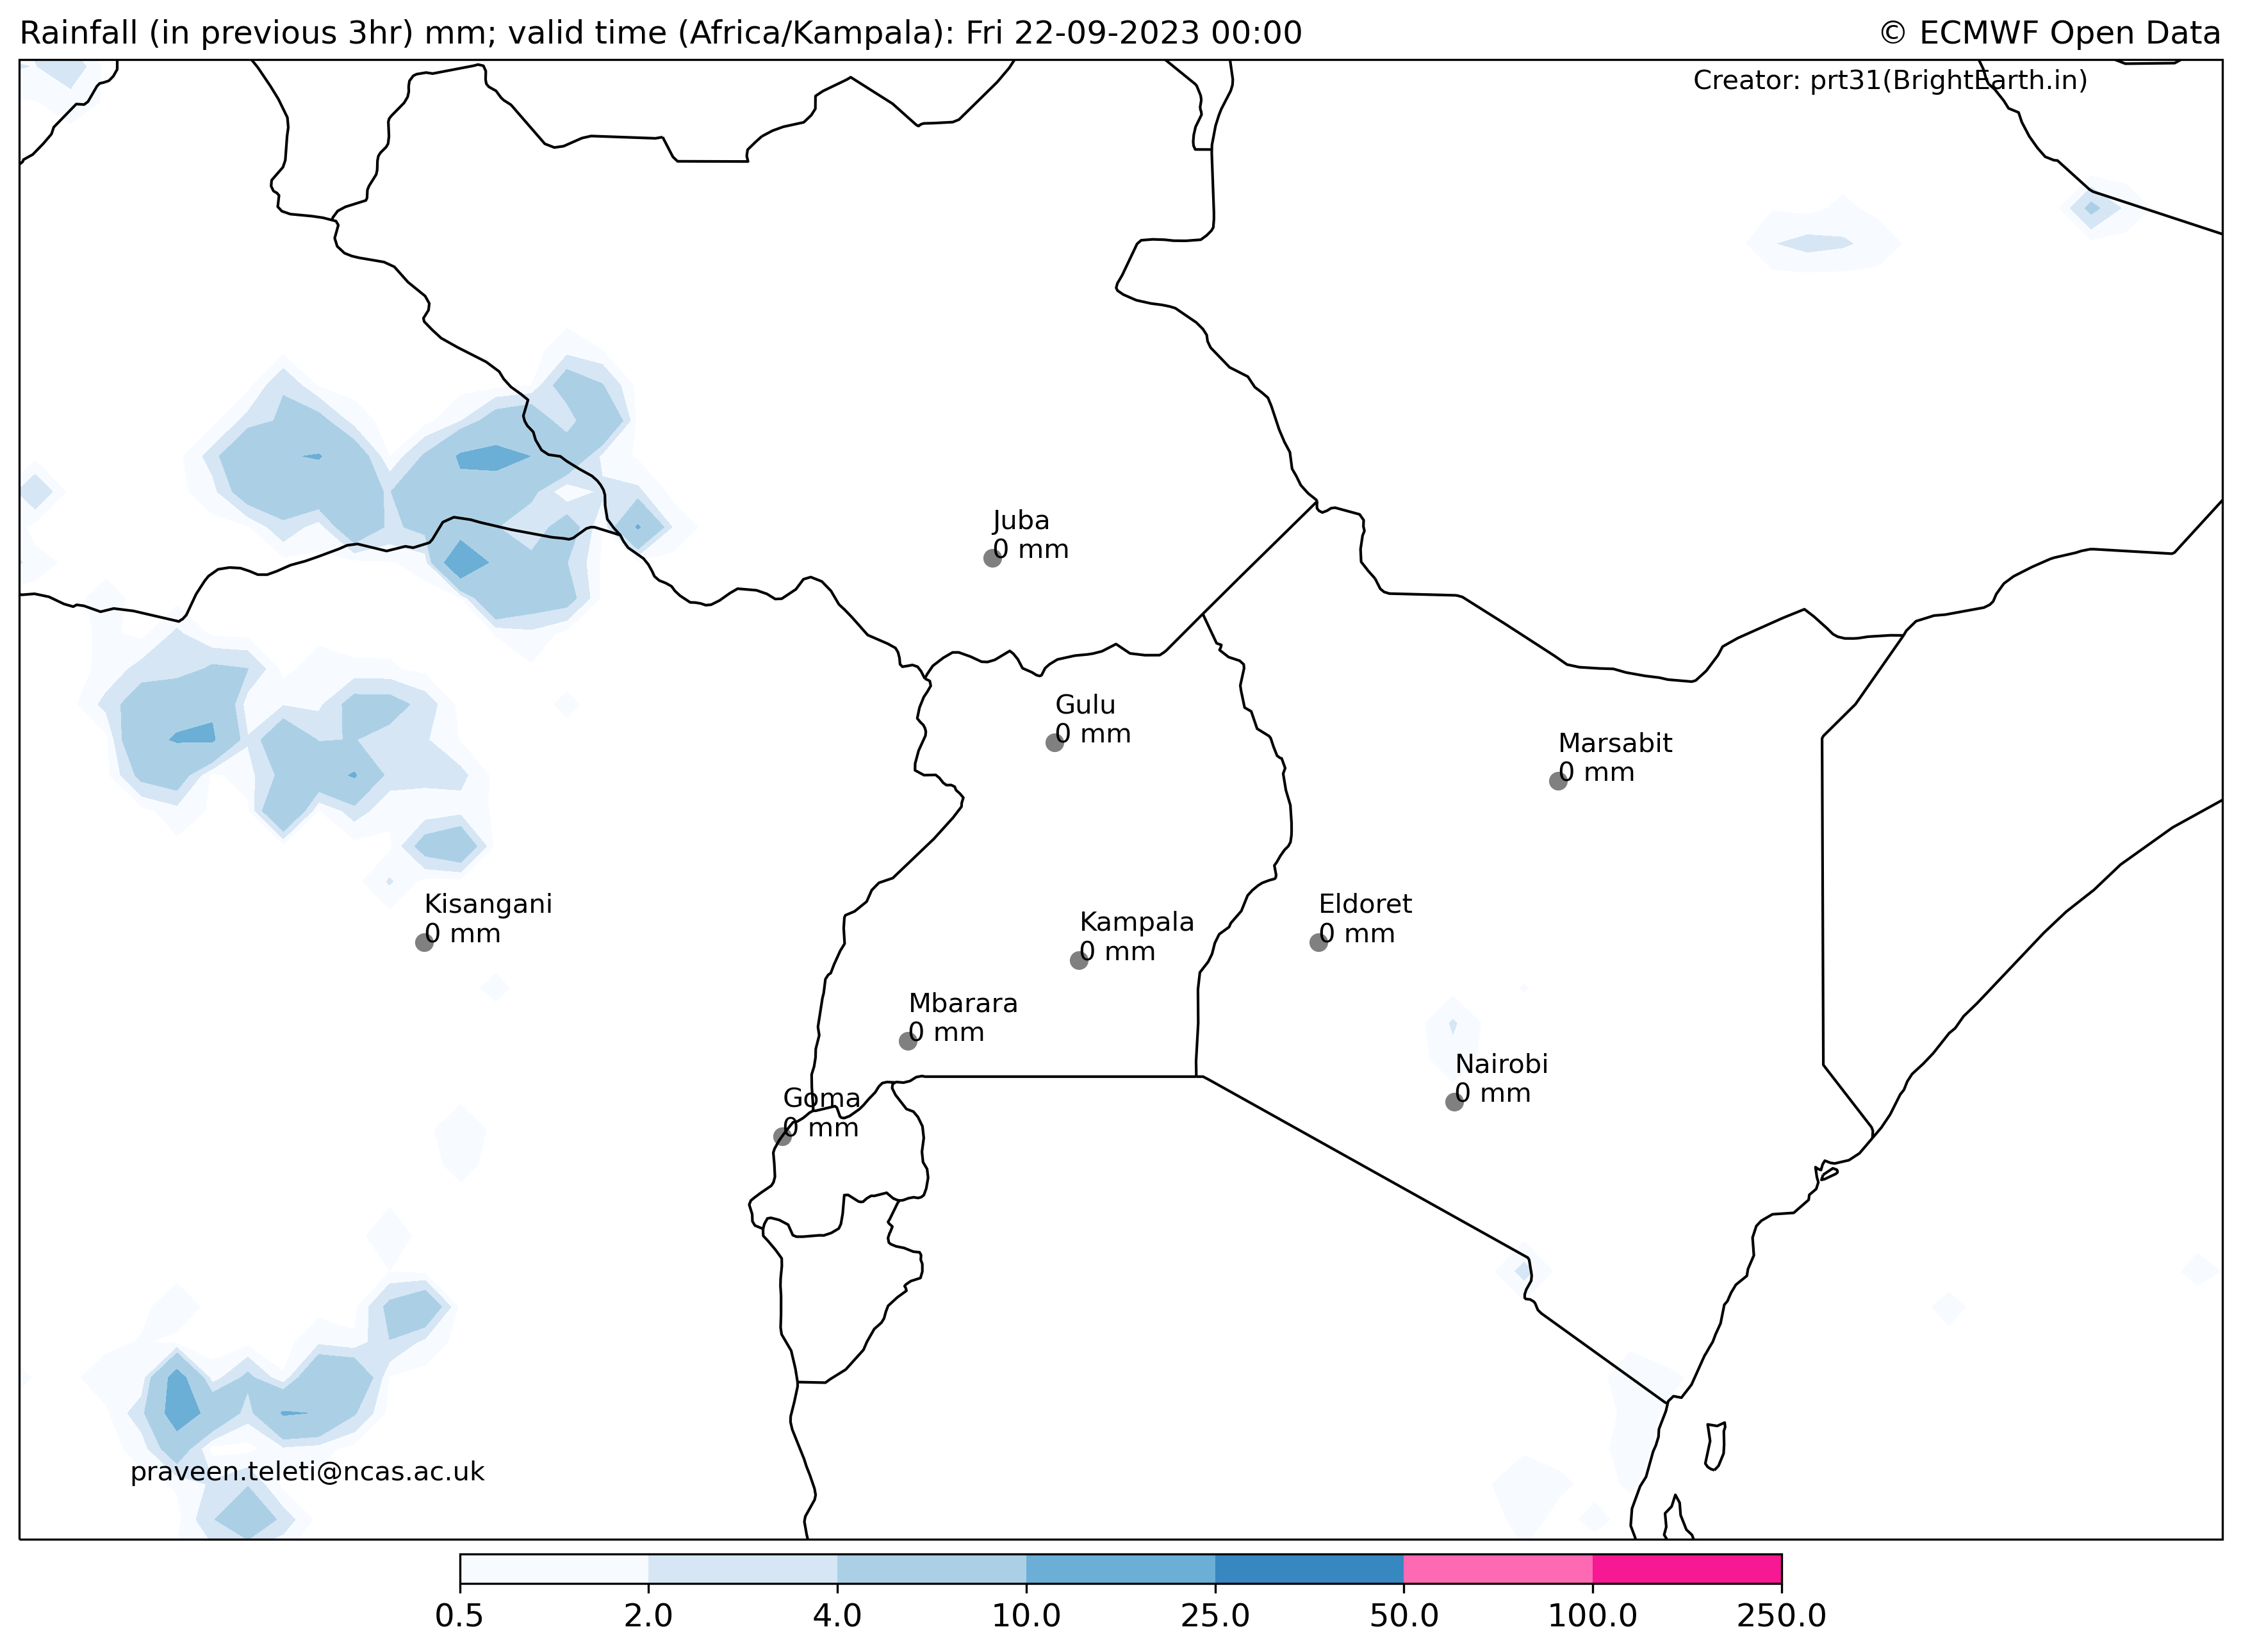 Rainfall (in previous 3hr) mm; valid time (Africa/Kampala): Fri 22-09-2023 00:00
© ECMWF Open Data
Creator: prt31(BrightEarth.in)
Juba
0 mm
Gulu
0 mm
Marsabit
0 mm
Kisangani
0 mm
Kampala
0 mm
Eldoret
0 mm
Mbarara
0 mm
Nairobi
0 mm
Goma
0 mm
praveen.teleti@ncas.ac.uk
0.5 2.0 4.0 10.0 25.0 50.0 100.0 250.0